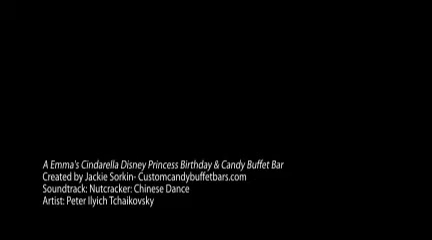 A Emma's Cindarella Disney Princess Birthday & Candy Buffet Bar
Created by Jackie Sorkin- Customcandybuffetbars.com
Soundtrack: Nutcracker: Chinese Dance
Artist: Peter Ilyich Tchaikovsky